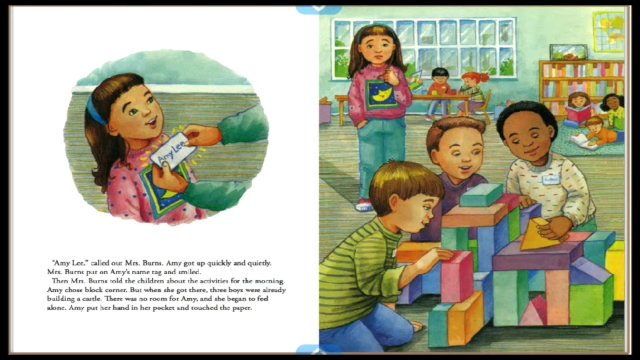 Amy Lee
"Amy Lee," called out Mrs. Burns. Amy got up quickly and quietly.
Mrs. Burns put on Amy's name tag and smiled.
Then Mrs. Burns told the children about the activities for the morning.
Amy chose block corner. But when she got there, three boys were already
building a castle. There was no room for Amy, and she began to feel
alone. Amy put her hand in her pocket and touched the paper.